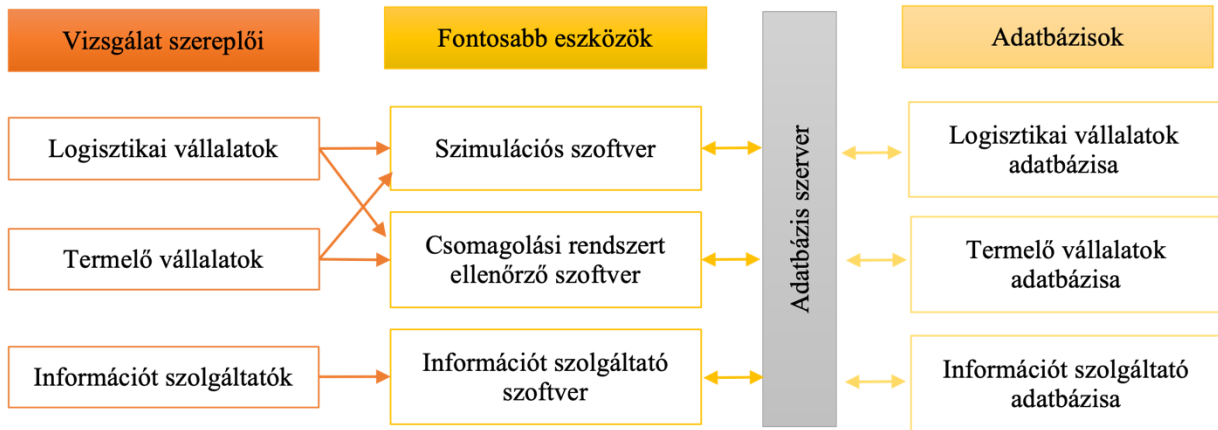 Vizsgálat szereplői
Fontosabb eszközök
Adatbázisok
Logisztikai vállalatok
Szimulációs szoftver
Logisztikai vállalatok
adatbázisa
Termelő vállalatok
Csomagolási rendszert
ellenőrző szoftver
Termelő vállalatok
adatbázisa
Információt szolgáltatók
Információt szolgáltató
szoftver
Információt szolgáltató
adatbázisa
Adatbázis szerver